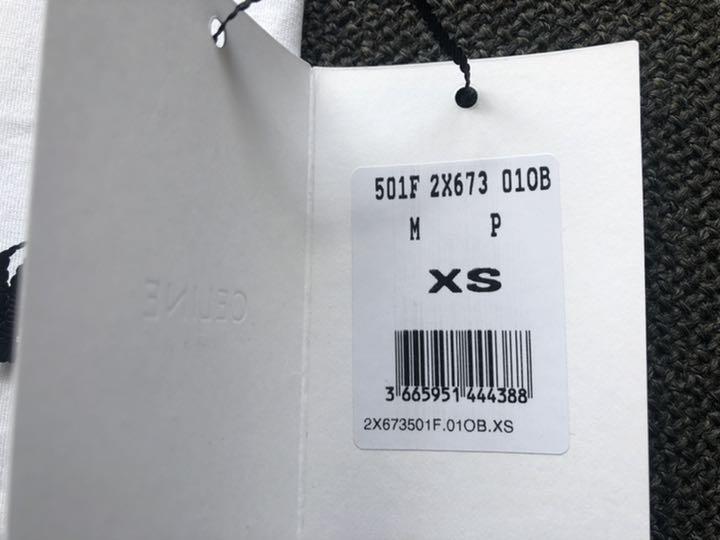 CELINE
501F 2X673 01OB
M P
XS
3 665951 444388
2X673501F.01OB.XS